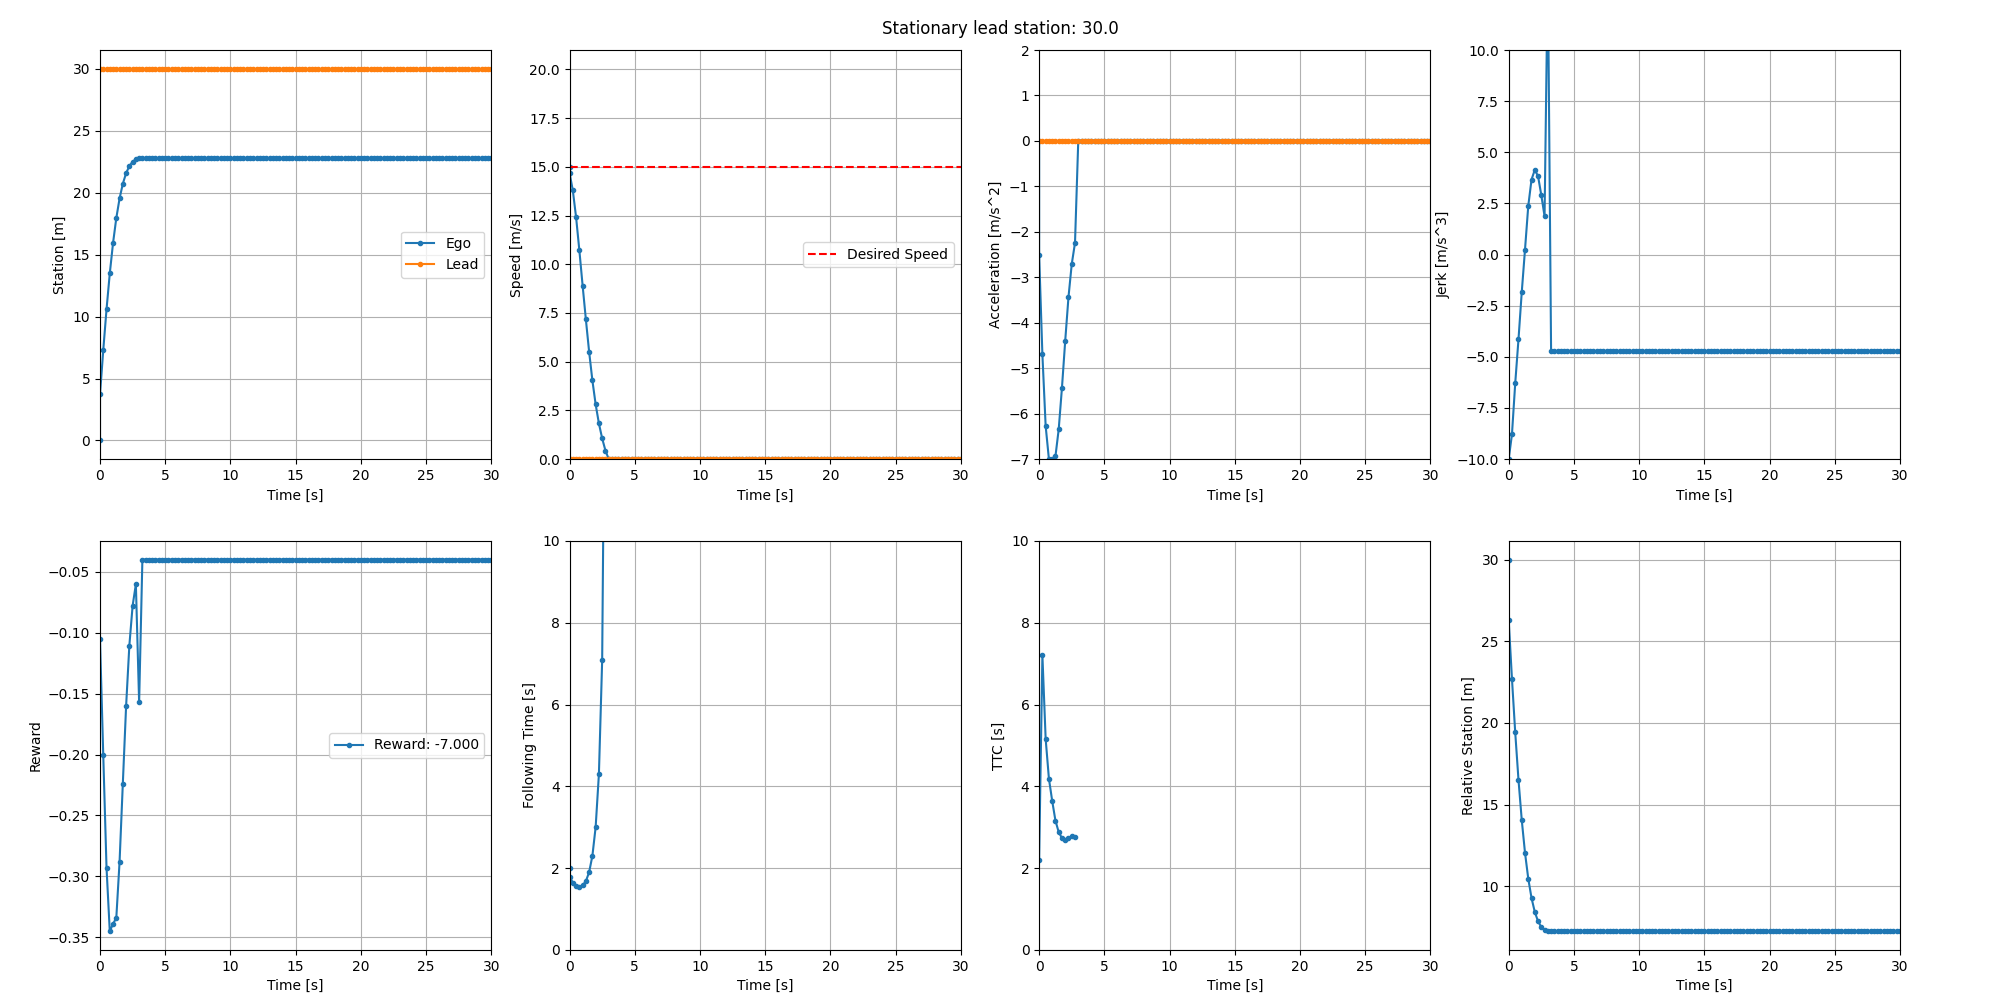 Stationary lead station: 30.0
30
25
20
15
10
5
0
Station [m]
Ego
Lead
0 5 10 15 20 25 30
Time [s]
20.0
17.5
15.0
12.5
10.0
7.5
5.0
2.5
0.0
Speed [m/s]
Desired Speed
0 5 10 15 20 25 30
Time [s]
2
1
0
−1
−2
−3
−4
−5
−6
−7
Acceleration [m/s^2]
0 5 10 15 20 25 30
Time [s]
10.0
7.5
5.0
2.5
0.0
−2.5
−5.0
−7.5
−10.0
Jerk [m/s^3]
0 5 10 15 20 25 30
Time [s]
−0.05
−0.10
−0.15
−0.20
−0.25
−0.30
−0.35
Reward
Reward: -7.000
0 5 10 15 20 25 30
Time [s]
10
8
6
4
2
0
Following Time [s]
0 5 10 15 20 25 30
Time [s]
10
8
6
4
2
0
TTC [s]
0 5 10 15 20 25 30
Time [s]
30
25
20
15
10
Relative Station [m]
0 5 10 15 20 25 30
Time [s]